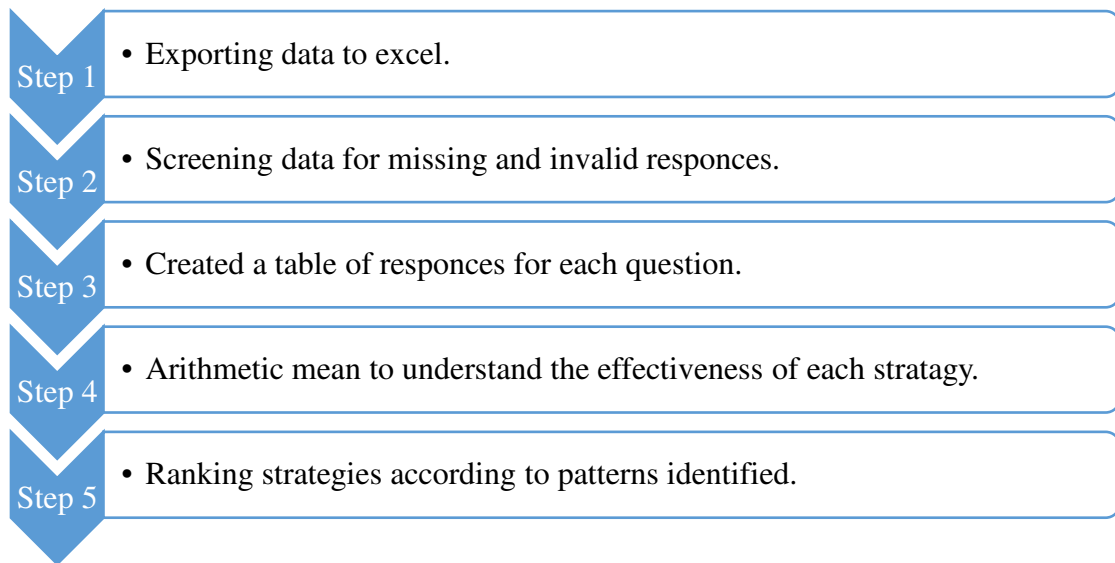 Step 1
• Exporting data to excel.
Step 2
• Screening data for missing and invalid responces.
Step 3
• Created a table of responces for each question.
Step 4
• Arithmetic mean to understand the effectiveness of each stratagy.
Step 5
• Ranking strategies according to patterns identified.